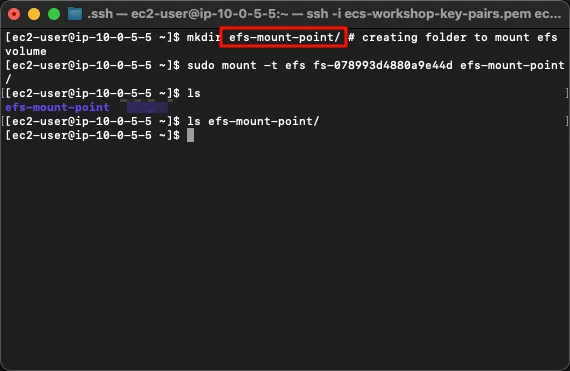 .ssh — ec2-user@ip-10-0-5-5:~ — ssh -i ecs-workshop-key-pairs.pem ec...
[ec2-user@ip-10-0-5-5 ~]$ mkdir efs-mount-point/ # creating folder to mount efs
volume
[ec2-user@ip-10-0-5-5 ~]$ sudo mount -t efs fs-078993d4880a9e44d efs-mount-point
/
[ec2-user@ip-10-0-5-5 ~]$ ls
efs-mount-point
[ec2-user@ip-10-0-5-5 ~]$ ls efs-mount-point/
[ec2-user@ip-10-0-5-5 ~]$